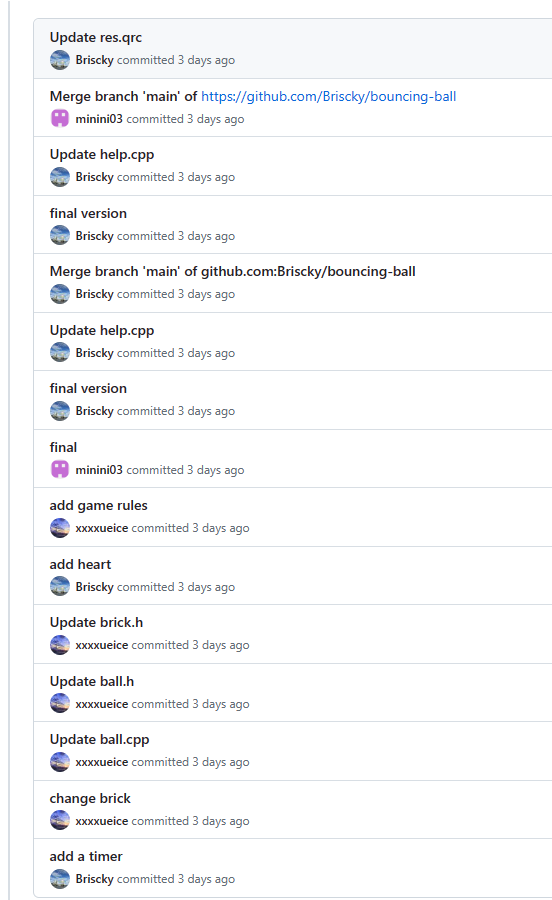 Update res.qrc
Briscky committed 3 days ago
Merge branch 'main' of https://github.com/Briscky/bouncing-ball
minini03 committed 3 days ago
Update help.cpp
Briscky committed 3 days ago
final version
Briscky committed 3 days ago
Merge branch 'main' of github.com:Briscky/bouncing-ball
Briscky committed 3 days ago
Update help.cpp
Briscky committed 3 days ago
final version
Briscky committed 3 days ago
final
minini03 committed 3 days ago
add game rules
xxxxueice committed 3 days ago
add heart
Briscky committed 3 days ago
Update brick.h
xxxxueice committed 3 days ago
Update ball.h
xxxxueice committed 3 days ago
Update ball.cpp
xxxxueice committed 3 days ago
change brick
xxxxueice committed 3 days ago
add a timer
Briscky committed 3 days ago